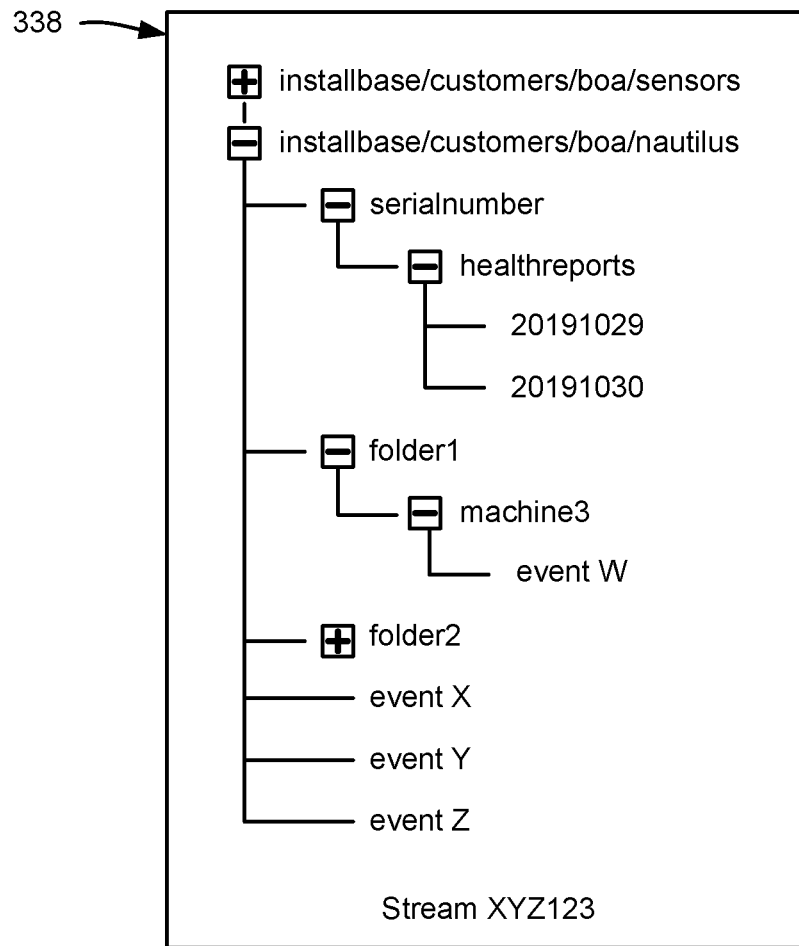 338
installbase/customers/boa/sensors
installbase/customers/boa/nautilus
serialnumber
healthreports
20191029
20191030
folder1
machine3
event W
folder2
event X
event Y
event Z
Stream XYZ123